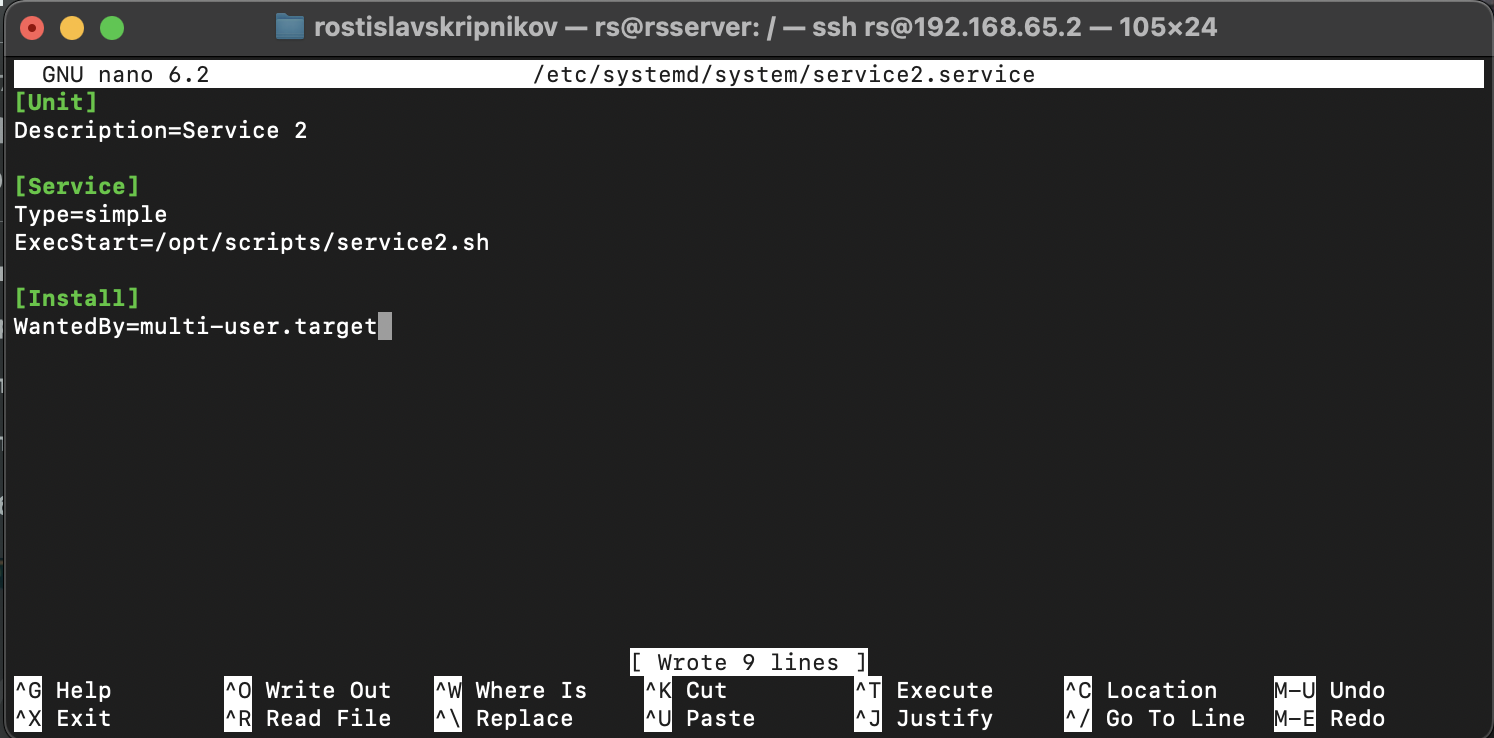 rostislavskripnikov — rs@rsserver: / — ssh rs@192.168.65.2 — 105×24
GNU nano 6.2 /etc/systemd/system/service2.service
[Unit]
Description=Service 2
[Service]
Type=simple
ExecStart=/opt/scripts/service2.sh
[Install]
WantedBy=multi-user.target
[ Wrote 9 lines ]
^G Help ^O Write Out ^W Where Is ^K Cut ^T Execute ^C Location M-U Undo
^X Exit ^R Read File ^\ Replace ^U Paste ^J Justify ^/ Go To Line M-E Redo